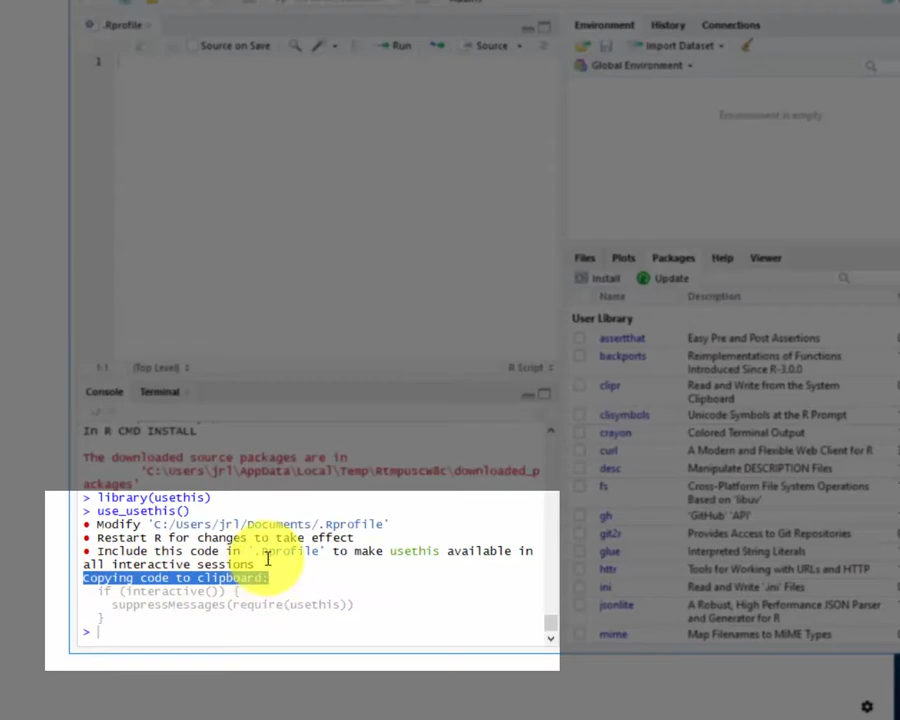 .Rprofile
Environment History Connections
Source on Save Run Source
Import Dataset
Global Environment
1
Environment is empty
Files Plots Packages Help Viewer
Install Update
Name Description
User Library
assertthat Easy Pre and Post Assertions
backports Reimplementations of Functions
Introduced Since R-3.0.0
clipr Read and Write from the System
Clipboard
clisymbols Unicode Symbols at the R Prompt
crayon Colored Terminal Output
curl A Modern and Flexible Web Client for R
desc Manipulate DESCRIPTION Files
fs Cross-Platform File System Operations
Based on 'libuv'
gh 'GitHub' 'API'
git2r Provides Access to Git Repositories
glue Interpreted String Literals
httr Tools for Working with URLs and HTTP
ini Read and Write '.ini' Files
jsonlite A Robust, High Performance JSON Parser
and Generator for R
mime Map Filenames to MIME Types
1:1 (Top Level) R Script
Console Terminal
In R CMD INSTALL
The downloaded source packages are in
'C:\Users\jrl\AppData\Local\Temp\Rtmpuscw8c\downloaded_p
ackages'
> library(usethis)
> use_usethis()
• Modify 'C:/Users/jrl/Documents/.Rprofile'
• Restart R for changes to take effect
• Include this code in '.Rprofile' to make usethis available in
all interactive sessions
Copying code to clipboard:
if (interactive()) {
suppressMessages(require(usethis))
}
>